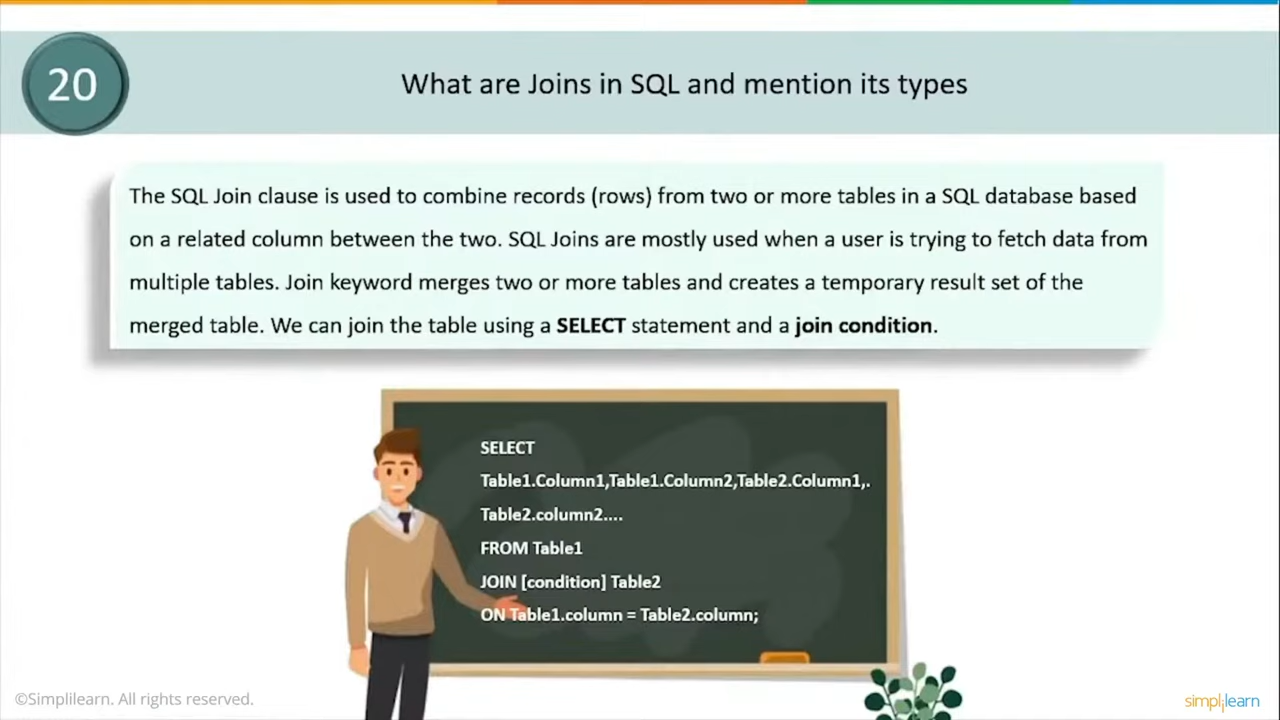 20
What are Joins in SQL and mention its types
The SQL Join clause is used to combine records (rows) from two or more tables in a SQL database based
on a related column between the two. SQL Joins are mostly used when a user is trying to fetch data from
multiple tables. Join keyword merges two or more tables and creates a temporary result set of the
merged table. We can join the table using a SELECT statement and a join condition.
SELECT
Table1.Column1,Table1.Column2,Table2.Column1,.
Table2.column2....
FROM Table1
JOIN [condition] Table2
ON Table1.column = Table2.column;
©Simplilearn. All rights reserved.
simplilearn